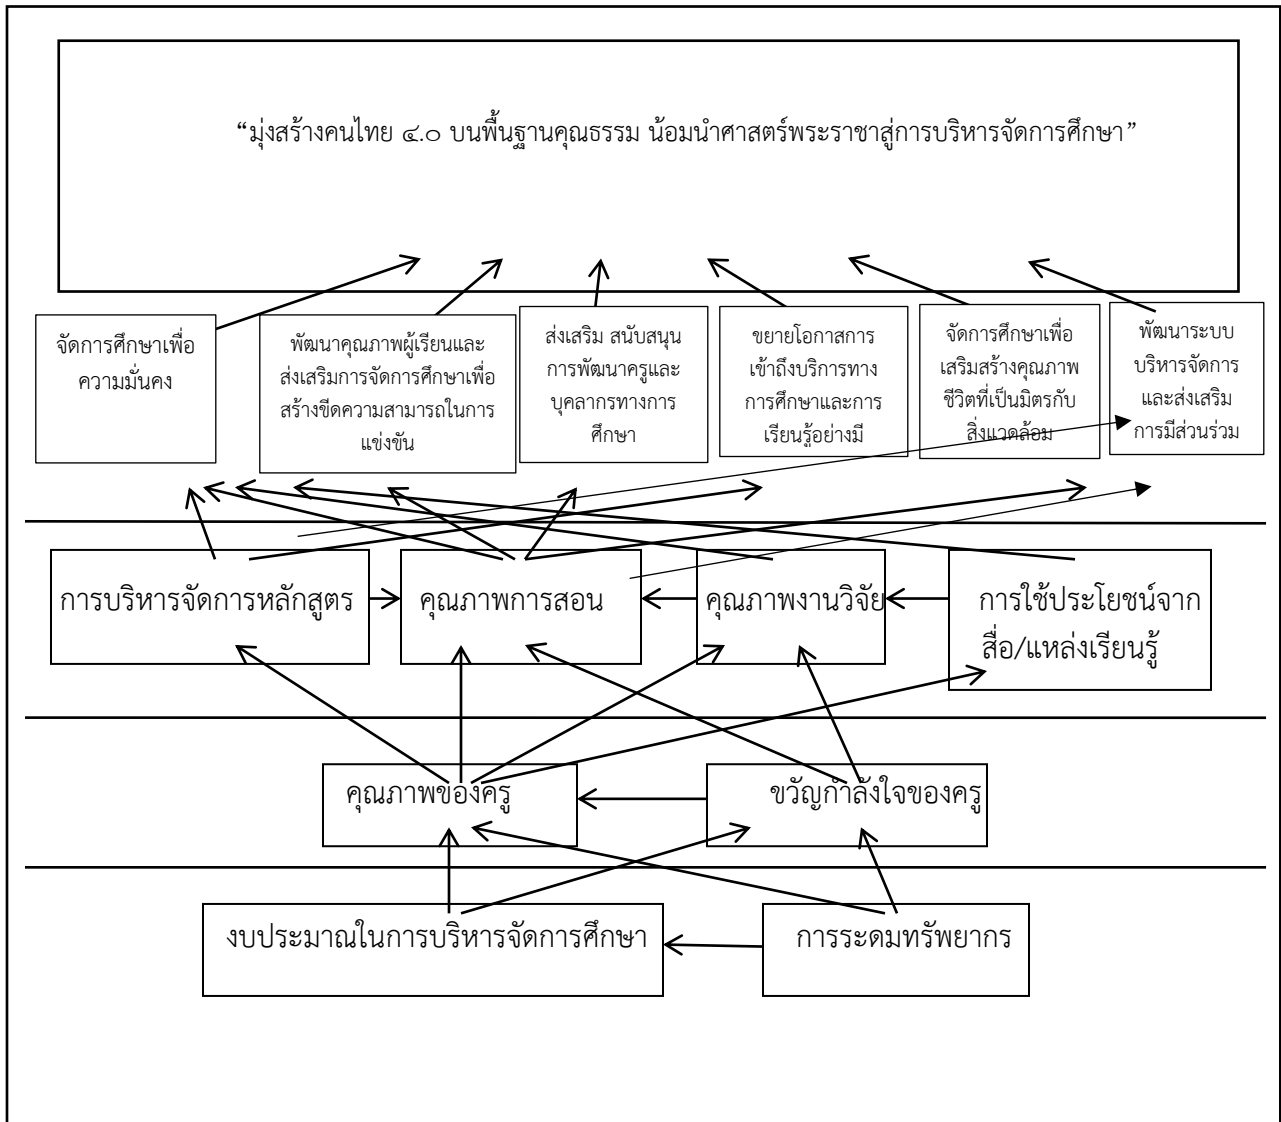 “มุ่งสร้างคนไทย ๔.๐ บนพื้นฐานคุณธรรม น้อมนำศาสตร์พระราชาสู่การบริหารจัดการศึกษา”
จัดการศึกษาเพื่อ
ความมั่นคง
พัฒนาคุณภาพผู้เรียนและ
ส่งเสริมการจัดการศึกษาเพื่อ
สร้างขีดความสามารถในการ
แข่งขัน
ส่งเสริม สนับสนุน
การพัฒนาครูและ
บุคลากรทางการ
ศึกษา
ขยายโอกาสการ
เข้าถึงบริการทาง
การศึกษาและการ
เรียนรู้อย่างมี
จัดการศึกษาเพื่อ
เสริมสร้างคุณภาพ
ชีวิตที่เป็นมิตรกับ
สิ่งแวดล้อม
พัฒนาระบบ
บริหารจัดการ
และส่งเสริม
การมีส่วนร่วม
การบริหารจัดการหลักสูตร
คุณภาพการสอน
คุณภาพงานวิจัย
การใช้ประโยชน์จาก
สื่อ/แหล่งเรียนรู้
คุณภาพของครู
ขวัญกำลังใจของครู
งบประมาณในการบริหารจัดการศึกษา
การระดมทรัพยากร